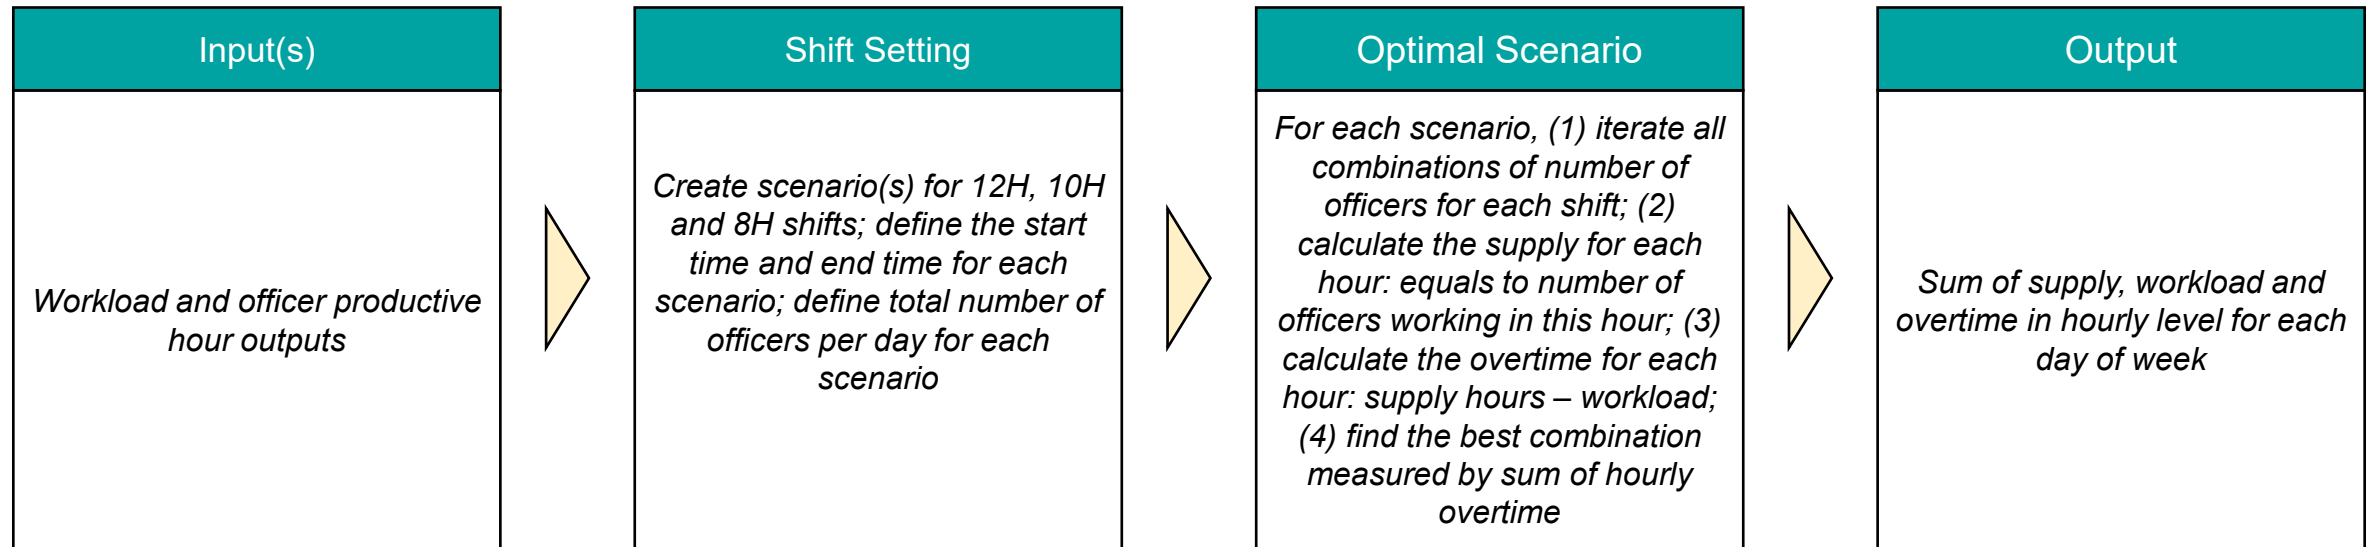 Input(s)
Workload and officer productive
hour outputs
Shift Setting
Create scenario(s) for 12H, 10H
and 8H shifts; define the start
time and end time for each
scenario; define total number of
officers per day for each
scenario
Optimal Scenario
For each scenario, (1) iterate all
combinations of number of
officers for each shift; (2)
calculate the supply for each
hour: equals to number of
officers working in this hour; (3)
calculate the overtime for each
hour: supply hours – workload;
(4) find the best combination
measured by sum of hourly
overtime
Output
Sum of supply, workload and
overtime in hourly level for each
day of week